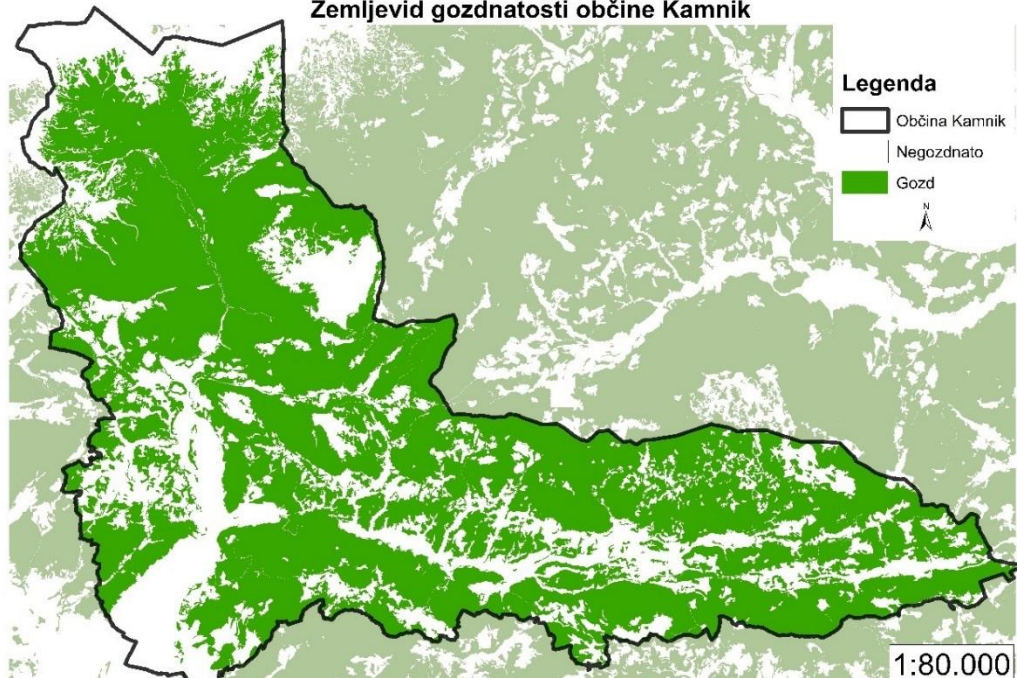 Zemljevid gozdnatosti občine Kamnik
Legenda
Občina Kamnik
Negozdnato
Gozd
N
1:80.000